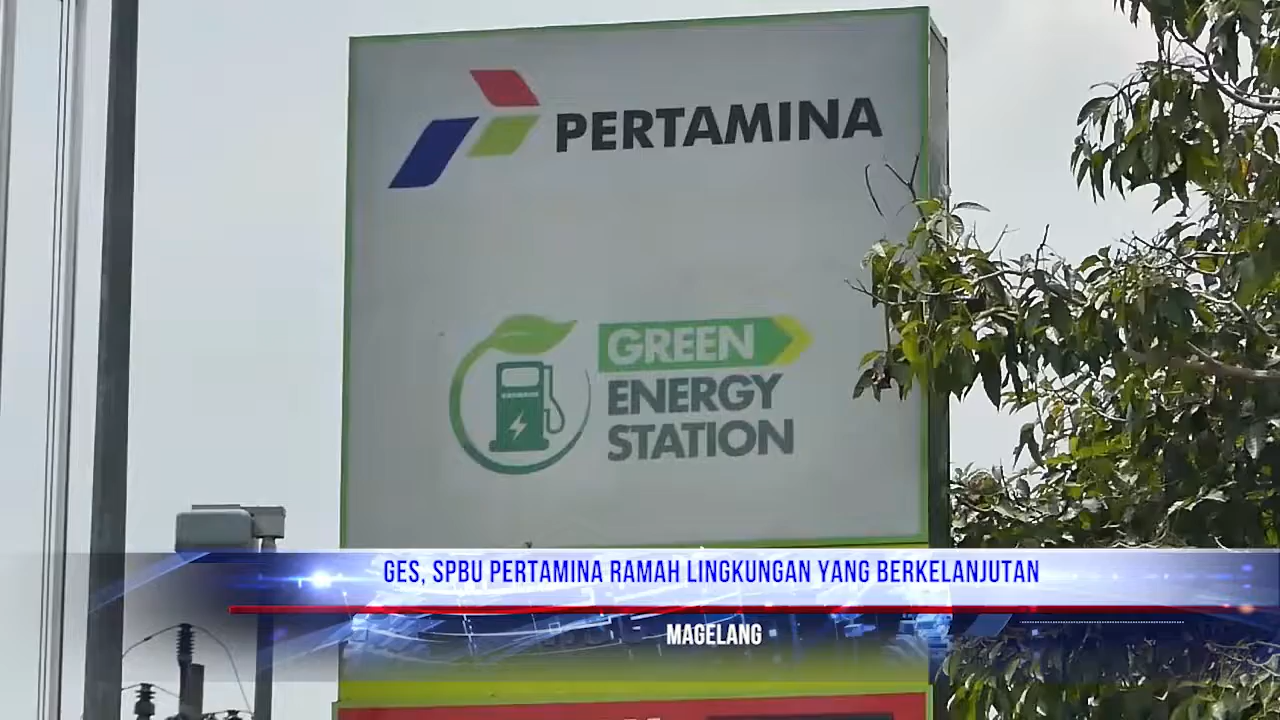 PERTAMINA
GREEN
ENERGY
STATION
GES, SPBU PERTAMINA RAMAH LINGKUNGAN YANG BERKELANJUTAN
MAGELANG